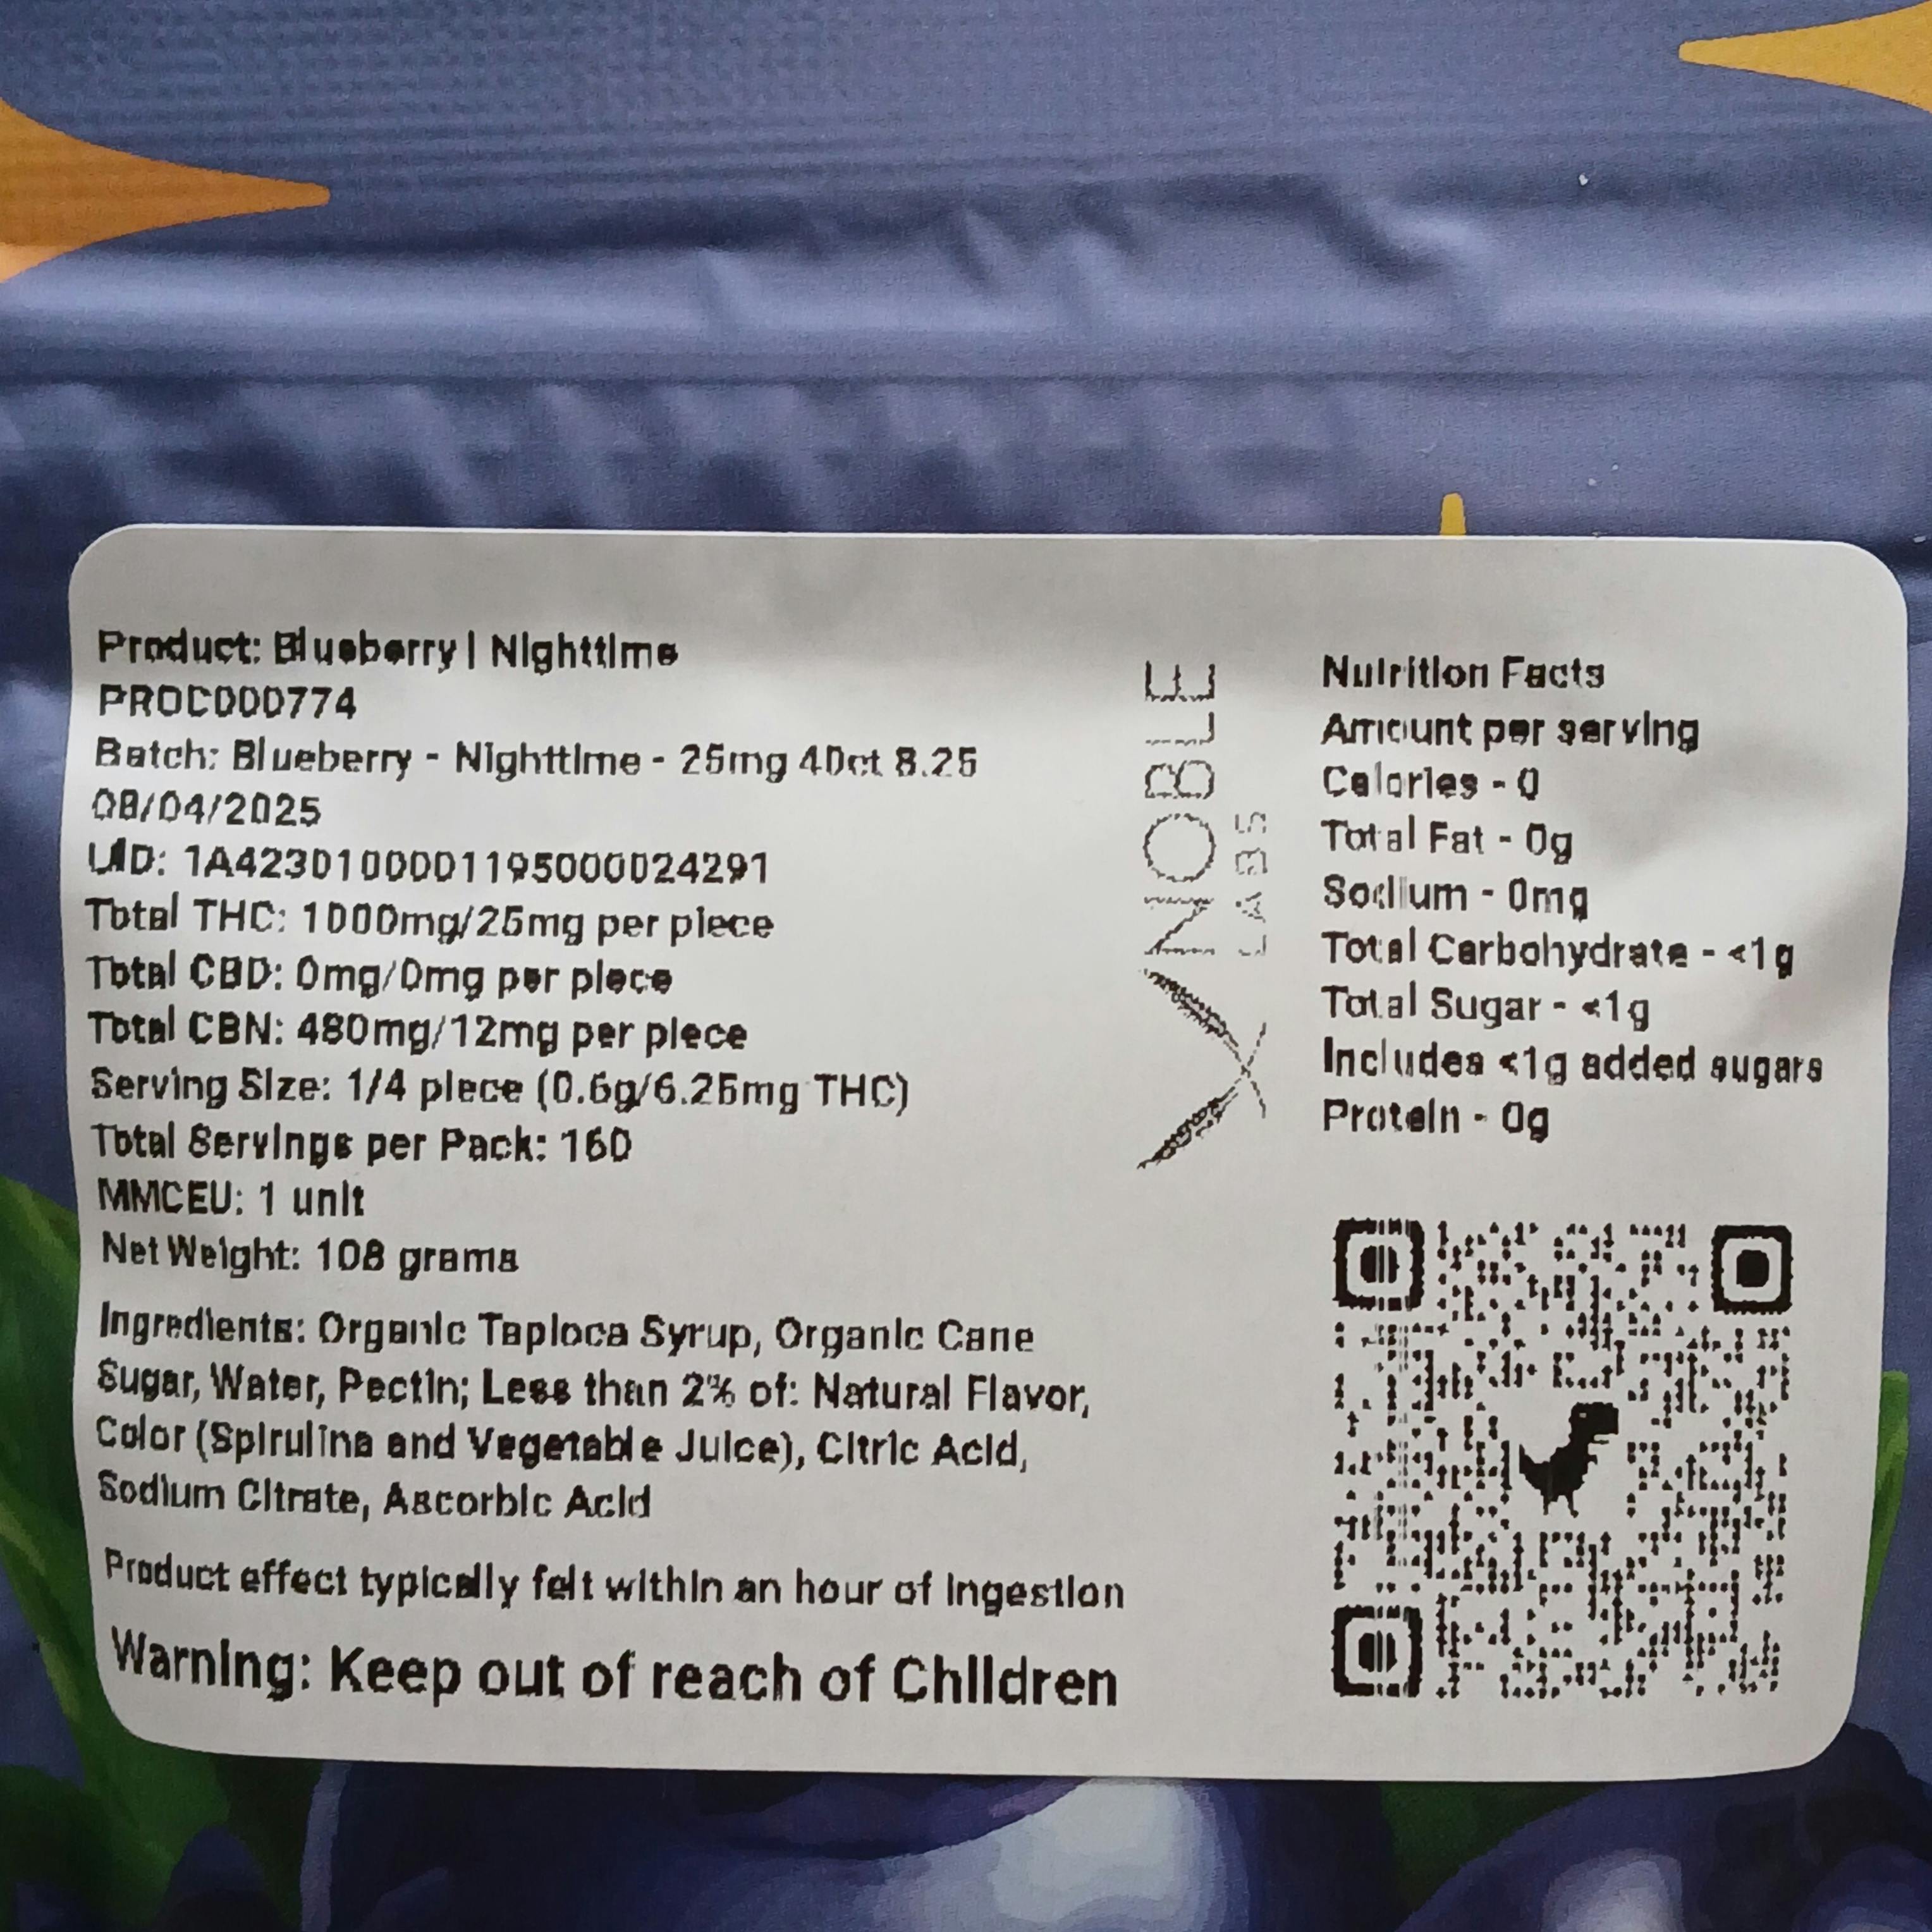 Product: Blueberry | Nighttime
PROC000774
Batch: Blueberry - Nighttime - 25mg 40ct 8.25
08/04/2025
UID: 1A4230100001195000024291
Total THC: 1000mg/25mg per piece
Total CBD: 0mg/0mg per piece
Total CBN: 480mg/12mg per piece
Serving Size: 1/4 piece (0.6g/6.25mg THC)
Total Servings per Pack: 160
MMCEU: 1 unit
Net Weight: 108 grams
Ingredients: Organic Tapioca Syrup, Organic Cane
Sugar, Water, Pectin; Less than 2% of: Natural Flavor,
Color (Spirulina and Vegetable Juice), Citric Acid,
Sodium Citrate, Ascorbic Acid
Product effect typically felt within an hour of ingestion
Warning: Keep out of reach of Children
NOBLE
LABS
Nutrition Facts
Amount per serving
Calories - 0
Total Fat - 0g
Sodium - 0mg
Total Carbohydrate - <1g
Total Sugar - <1g
Includes <1g added sugars
Protein - 0g